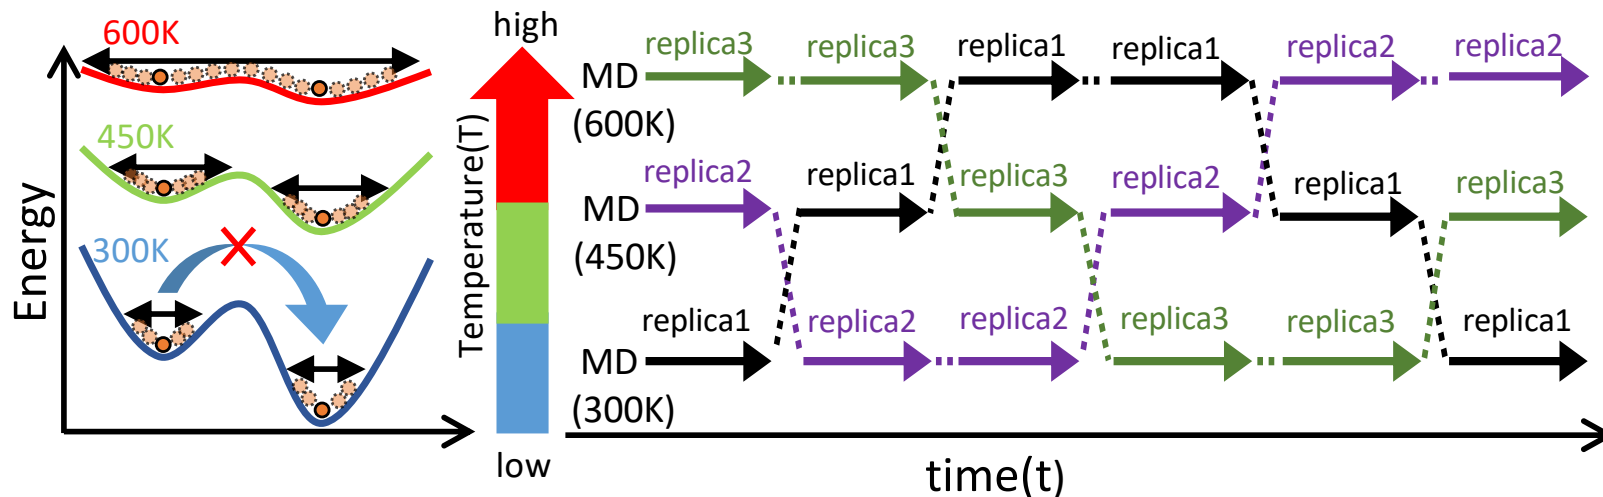 Energy
600K
450K
300K
high
Temperature(T)
low
MD
(600K)
replica3
replica3
replica1
replica1
replica2
replica2
MD
(450K)
replica2
replica1
replica3
replica2
replica1
replica3
MD
(300K)
replica1
replica2
replica2
replica3
replica3
replica1
time(t)